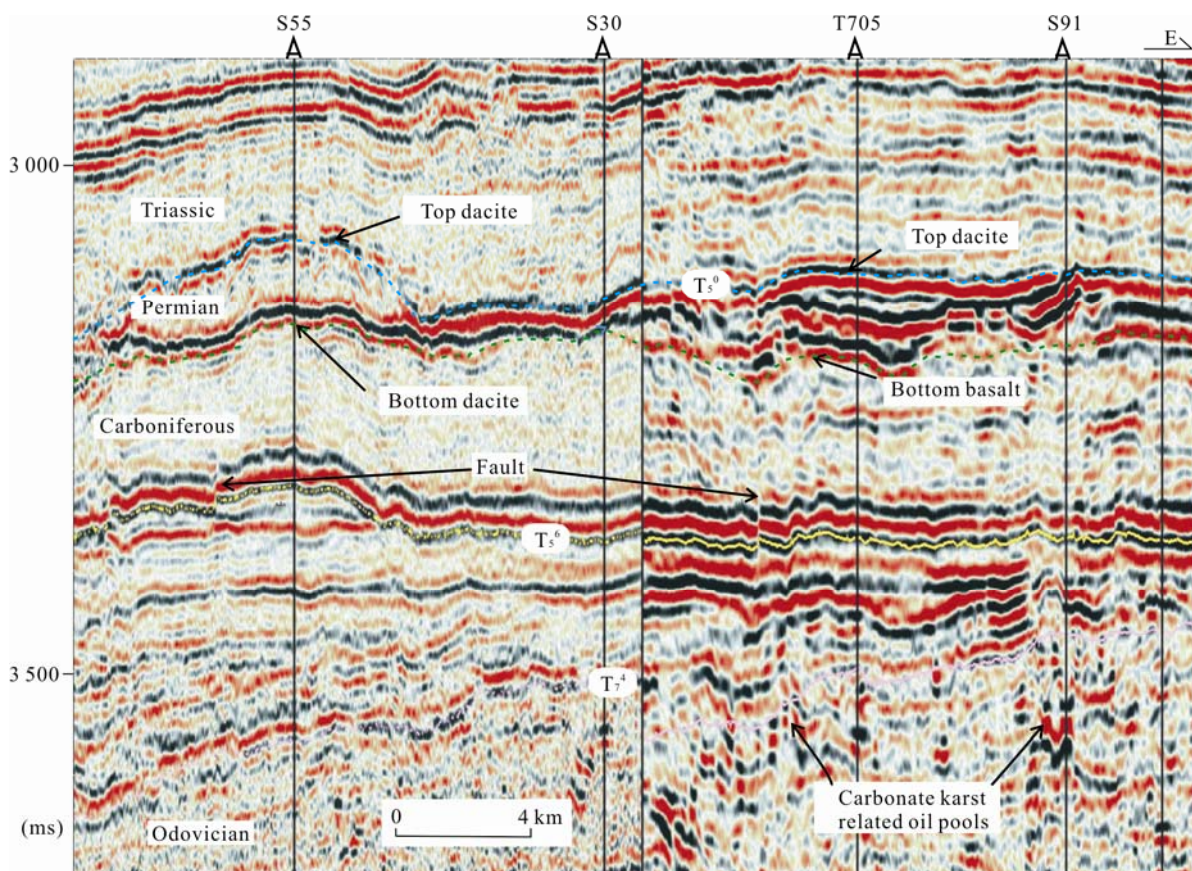 S55
S30
T705
S91
E
3 000
Triassic
Top dacite
Top dacite
T₅⁰
Permian
Bottom dacite
Bottom basalt
Carboniferous
Fault
T₅⁶
3 500
T₇⁴
Carbonate karst
related oil pools
0
4 km
(ms)
Odovician